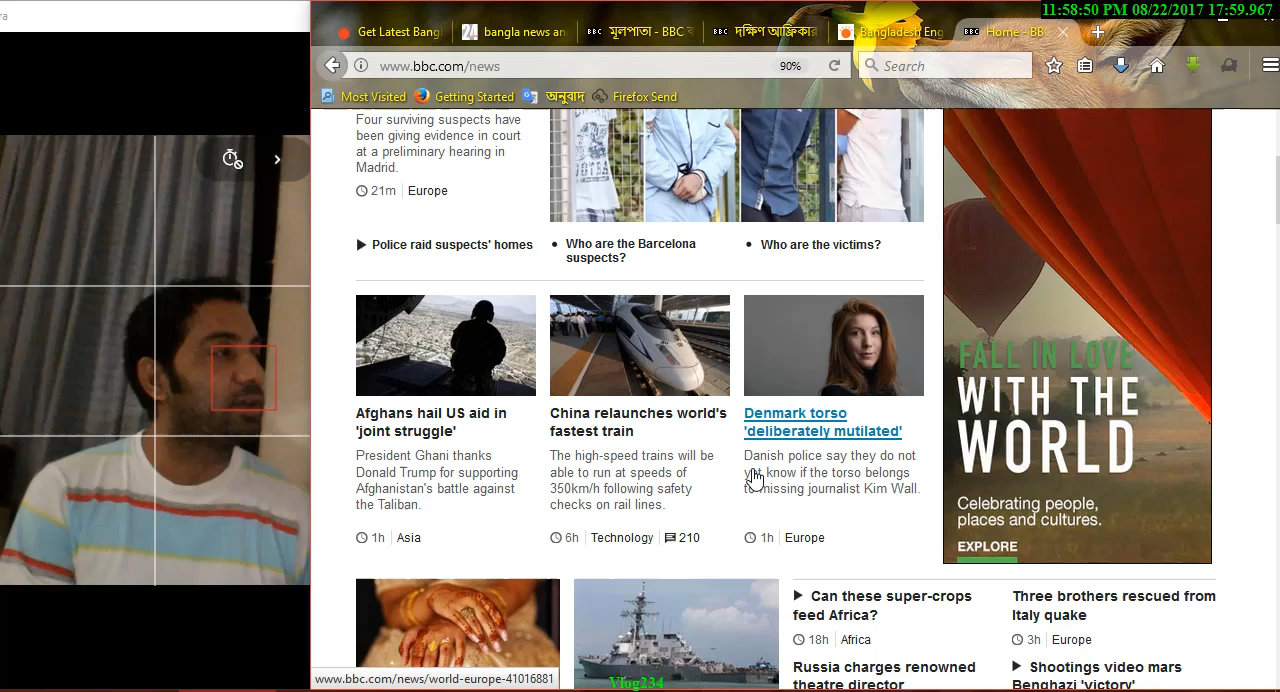 11:58:50 PM 08/22/2017 17:59.967
ra
Get Latest Bangl
24
bangla news an
BBC মূলপাতা - BBC ব
BBC দক্ষিণ আফ্রিকার
Bangladesh Eng
BBC Home - BBC
www.bbc.com/news
90%
Search
Most Visited
Getting Started
অনুবাদ
Firefox Send
Four surviving suspects have
been giving evidence in court
at a preliminary hearing in
Madrid.
21m
Europe
Police raid suspects' homes
Who are the Barcelona
suspects?
Who are the victims?
Afghans hail US aid in
'joint struggle'
President Ghani thanks
Donald Trump for supporting
Afghanistan's battle against
the Taliban.
1h
Asia
China relaunches world's
fastest train
The high-speed trains will be
able to run at speeds of
350km/h following safety
checks on rail lines.
6h
Technology
210
Denmark torso
'deliberately mutilated'
Danish police say they do not
yet know if the torso belongs
to missing journalist Kim Wall.
1h
Europe
FALL IN LOVE
WITH THE
WORLD
Celebrating people,
places and cultures.
EXPLORE
Can these super-crops
feed Africa?
18h
Africa
Russia charges renowned
theatre director
Three brothers rescued from
Italy quake
3h
Europe
Shootings video mars
Benghazi 'victory'
www.bbc.com/news/world-europe-41016881
Vlog234